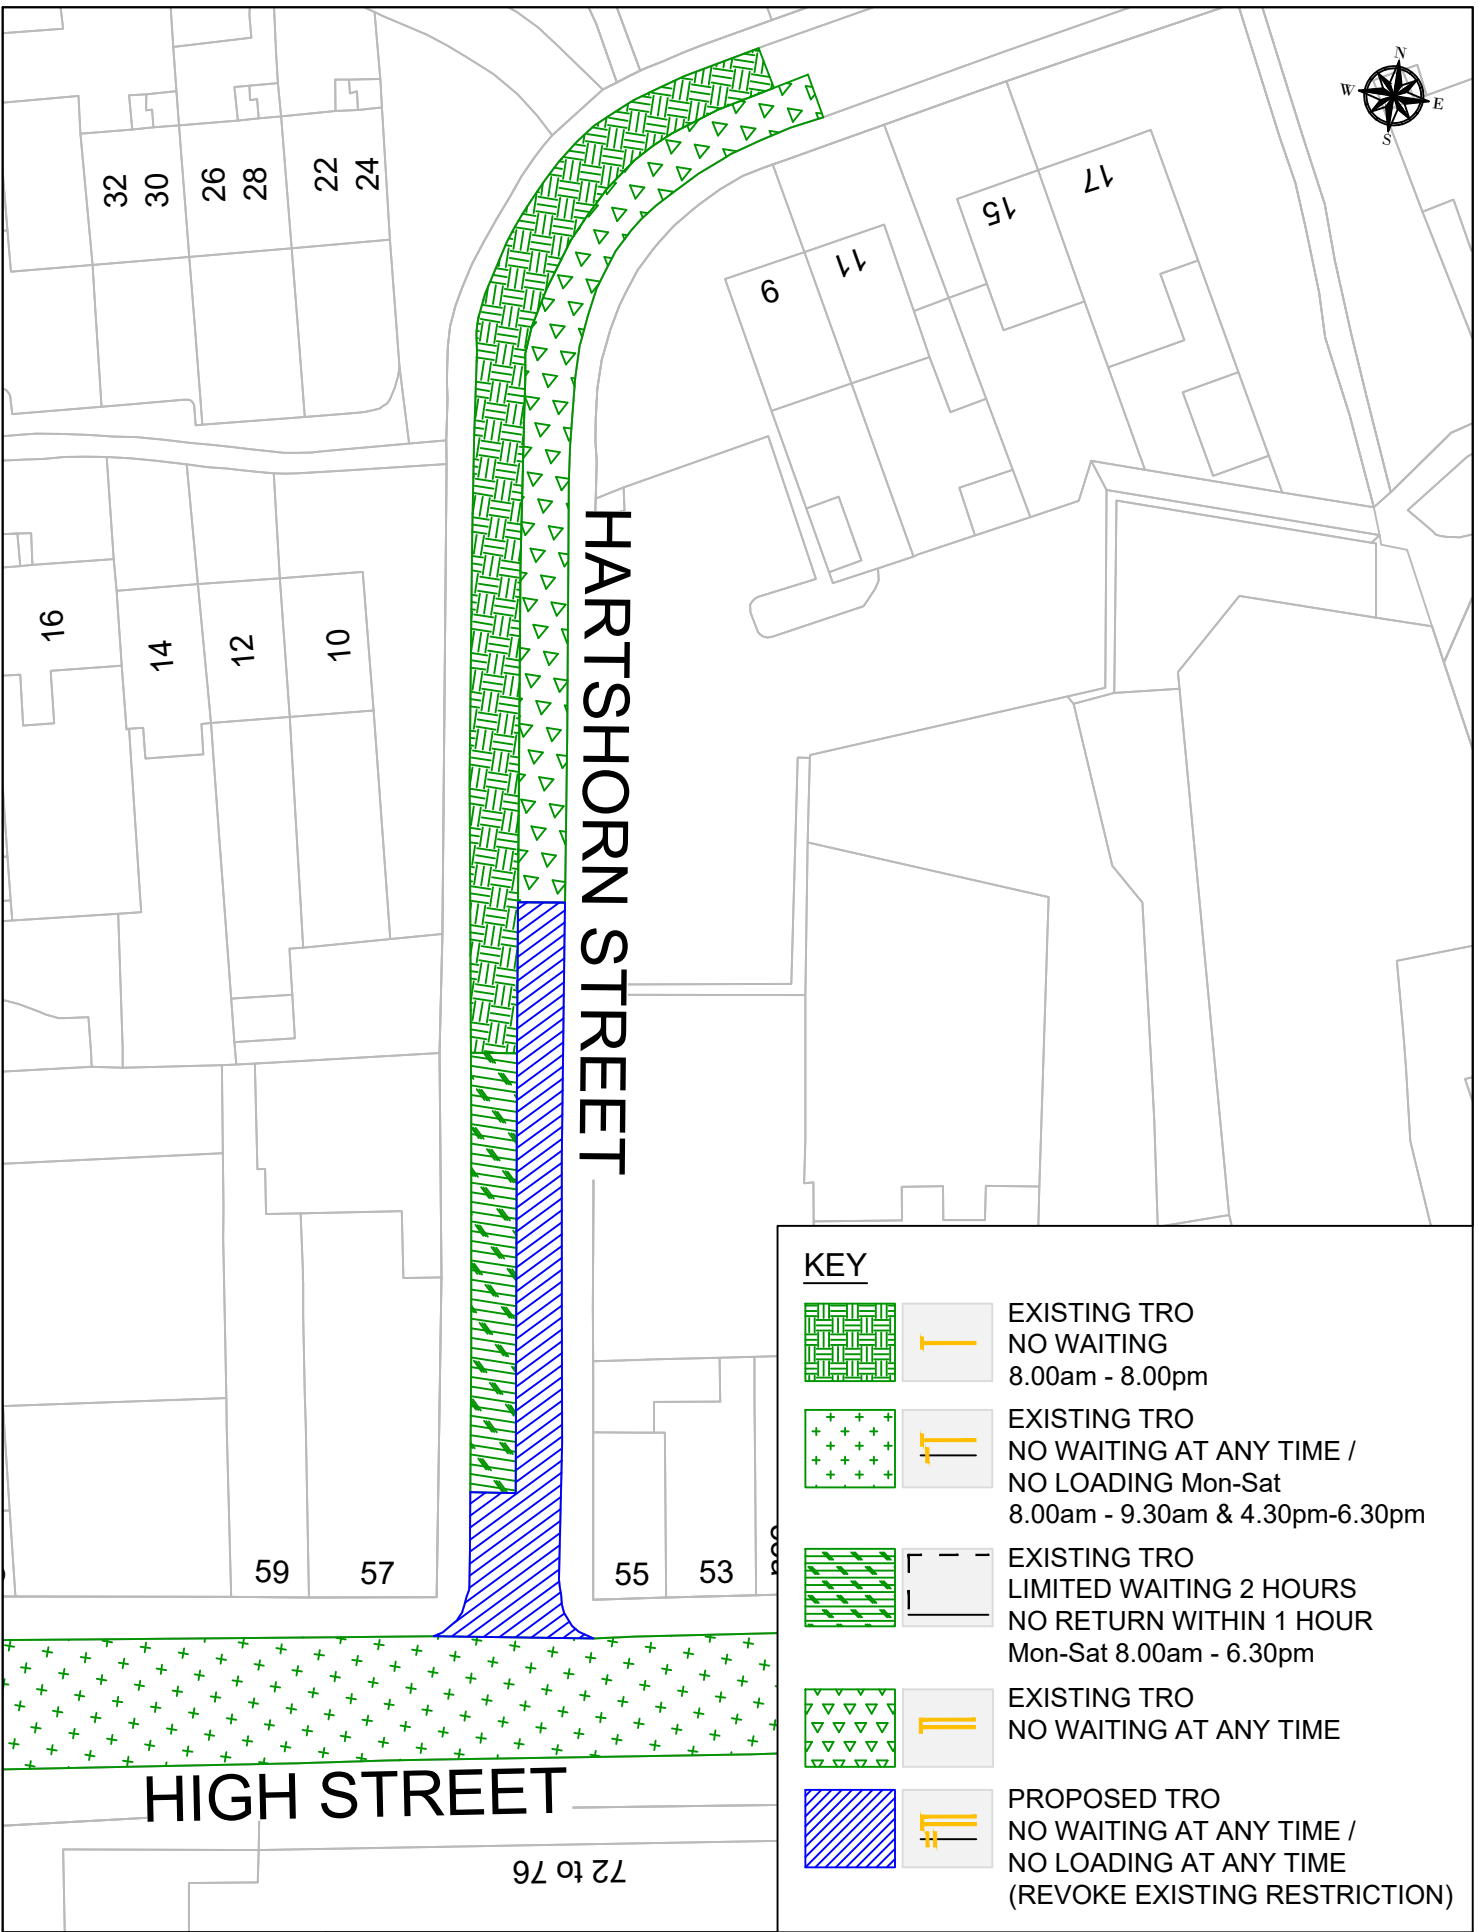 N
W
E
S
32
30
26
28
22
24
9
11
15
17
16
14
12
10
HARTSHORN STREET
59
57
55
53
HIGH STREET
72 to 76
KEY
EXISTING TRO
NO WAITING
8.00am - 8.00pm
EXISTING TRO
NO WAITING AT ANY TIME /
NO LOADING Mon-Sat
8.00am - 9.30am & 4.30pm-6.30pm
EXISTING TRO
LIMITED WAITING 2 HOURS
NO RETURN WITHIN 1 HOUR
Mon-Sat 8.00am - 6.30pm
EXISTING TRO
NO WAITING AT ANY TIME
PROPOSED TRO
NO WAITING AT ANY TIME /
NO LOADING AT ANY TIME
(REVOKE EXISTING RESTRICTION)